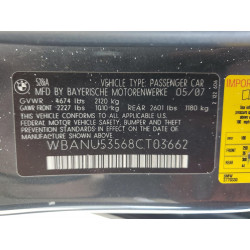 528iA
VEHICLE TYPE: PASSENGER CAR
MFD BY BAYERISCHE MOTORENWERKE 05/07
GVWR 4674 lbs 2120 kg
GAWR FRONT 2227 lbs 1010 kg REAR 2601 lbs 1180 kg
THIS VEHICLE CONFORMS TO ALL APPLICABLE
FEDERAL MOTOR VEHICLE SAFETY, BUMPER AND
THEFT PREVENTION STANDARDS IN EFFECT ON THE
DATE OF MANUFACTURE SHOWN ABOVE
WBANU53568CT03662
IMPOR